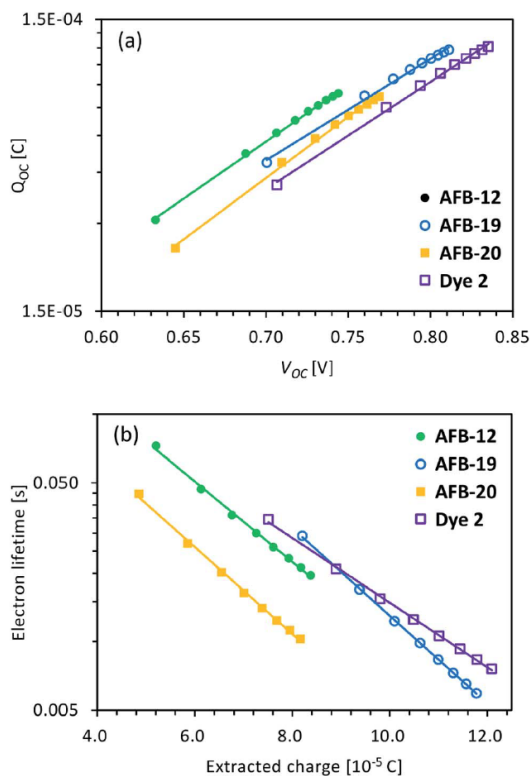 1.5E-04
(a)
Q_OC [C]
AFB-12
AFB-19
AFB-20
Dye 2
1.5E-05
0.60 0.65 0.70 0.75 0.80 0.85
V_OC [V]
(b)
AFB-12
AFB-19
AFB-20
Dye 2
0.050
Electron lifetime [s]
0.005
4.0 6.0 8.0 10.0 12.0
Extracted charge [10⁻⁵ C]